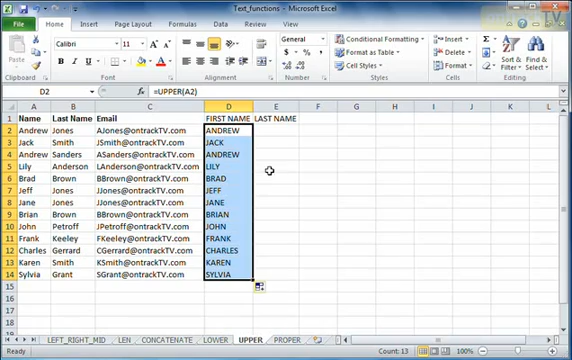 Text_functions - Microsoft Excel
TV
File Home Insert Page Layout Formulas Data Review View
Calibri 11 General Conditional Formatting Insert
B I U $ % , Format as Table Delete
Paste Cell Styles Format
Clipboard Font Alignment Number Styles Cells Editing
D2 fx =UPPER(A2)
A B C D E F G H I J K L
1 Name Last Name Email FIRST NAME LAST NAME
2 Andrew Jones AJones@ontrackTV.com ANDREW
3 Jack Smith JSmith@ontrackTV.com JACK
4 Andrew Sanders ASanders@ontrackTV.com ANDREW
5 Lily Anderson LAnderson@ontrackTV.com LILY
6 Brad Brown BBrown@ontrackTV.com BRAD
7 Jeff Jones JJones@ontrackTV.com JEFF
8 Jane Jones JJones@ontrackTV.com JANE
9 Brian Brown BBrown@ontrackTV.com BRIAN
10 John Petroff JPetroff@ontrackTV.com JOHN
11 Frank Keeley FKeeley@ontrackTV.com FRANK
12 Charles Gerrard CGerrard@ontrackTV.com CHARLES
13 Karen Smith KSmith@ontrackTV.com KAREN
14 Sylvia Grant SGrant@ontrackTV.com SYLVIA
15
16
17
18
LEFT_RIGHT_MID LEN CONCATENATE LOWER UPPER PROPER
Ready Count: 13 100%